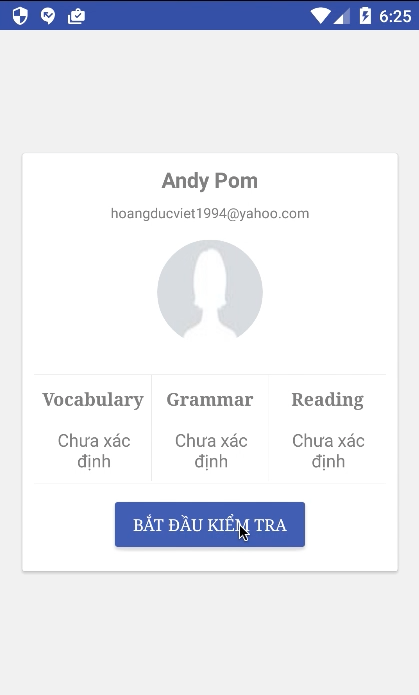 6:25
Andy Pom
hoangducviet1994@yahoo.com
Vocabulary Grammar Reading
Chưa xác Chưa xác Chưa xác
định định định
BẮT ĐẦU KIỂM TRA